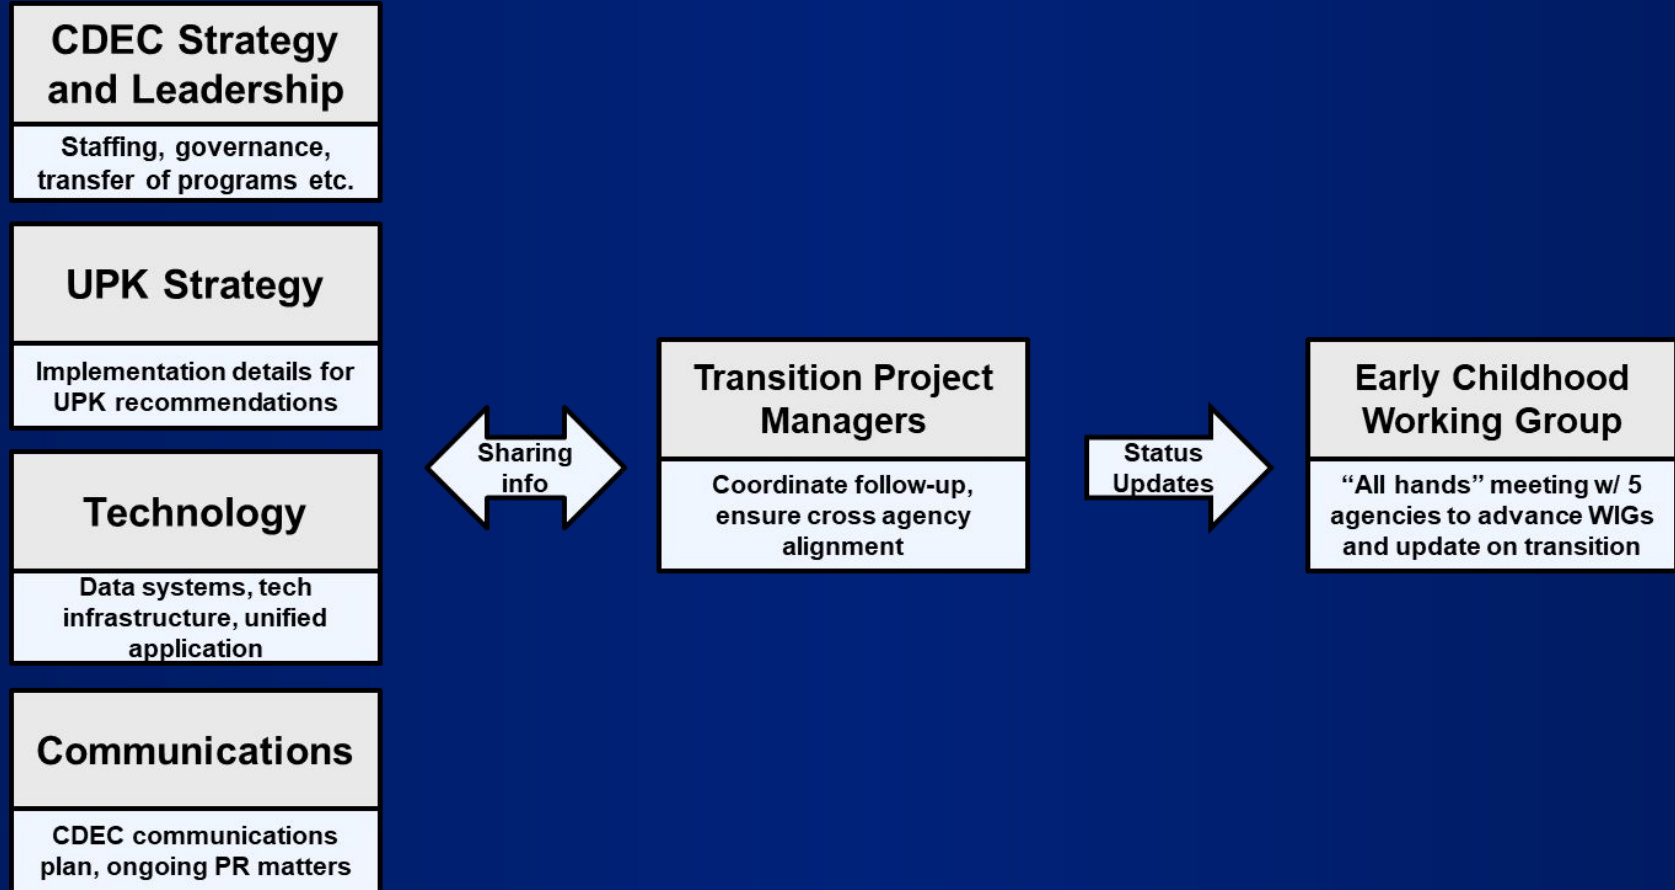 CDEC Strategy
and Leadership
Staffing, governance,
transfer of programs etc.
UPK Strategy
Implementation details for
UPK recommendations
Technology
Data systems, tech
infrastructure, unified
application
Communications
CDEC communications
plan, ongoing PR matters
Sharing
info
Transition Project
Managers
Coordinate follow-up,
ensure cross agency
alignment
Status
Updates
Early Childhood
Working Group
“All hands” meeting w/ 5
agencies to advance WIGs
and update on transition